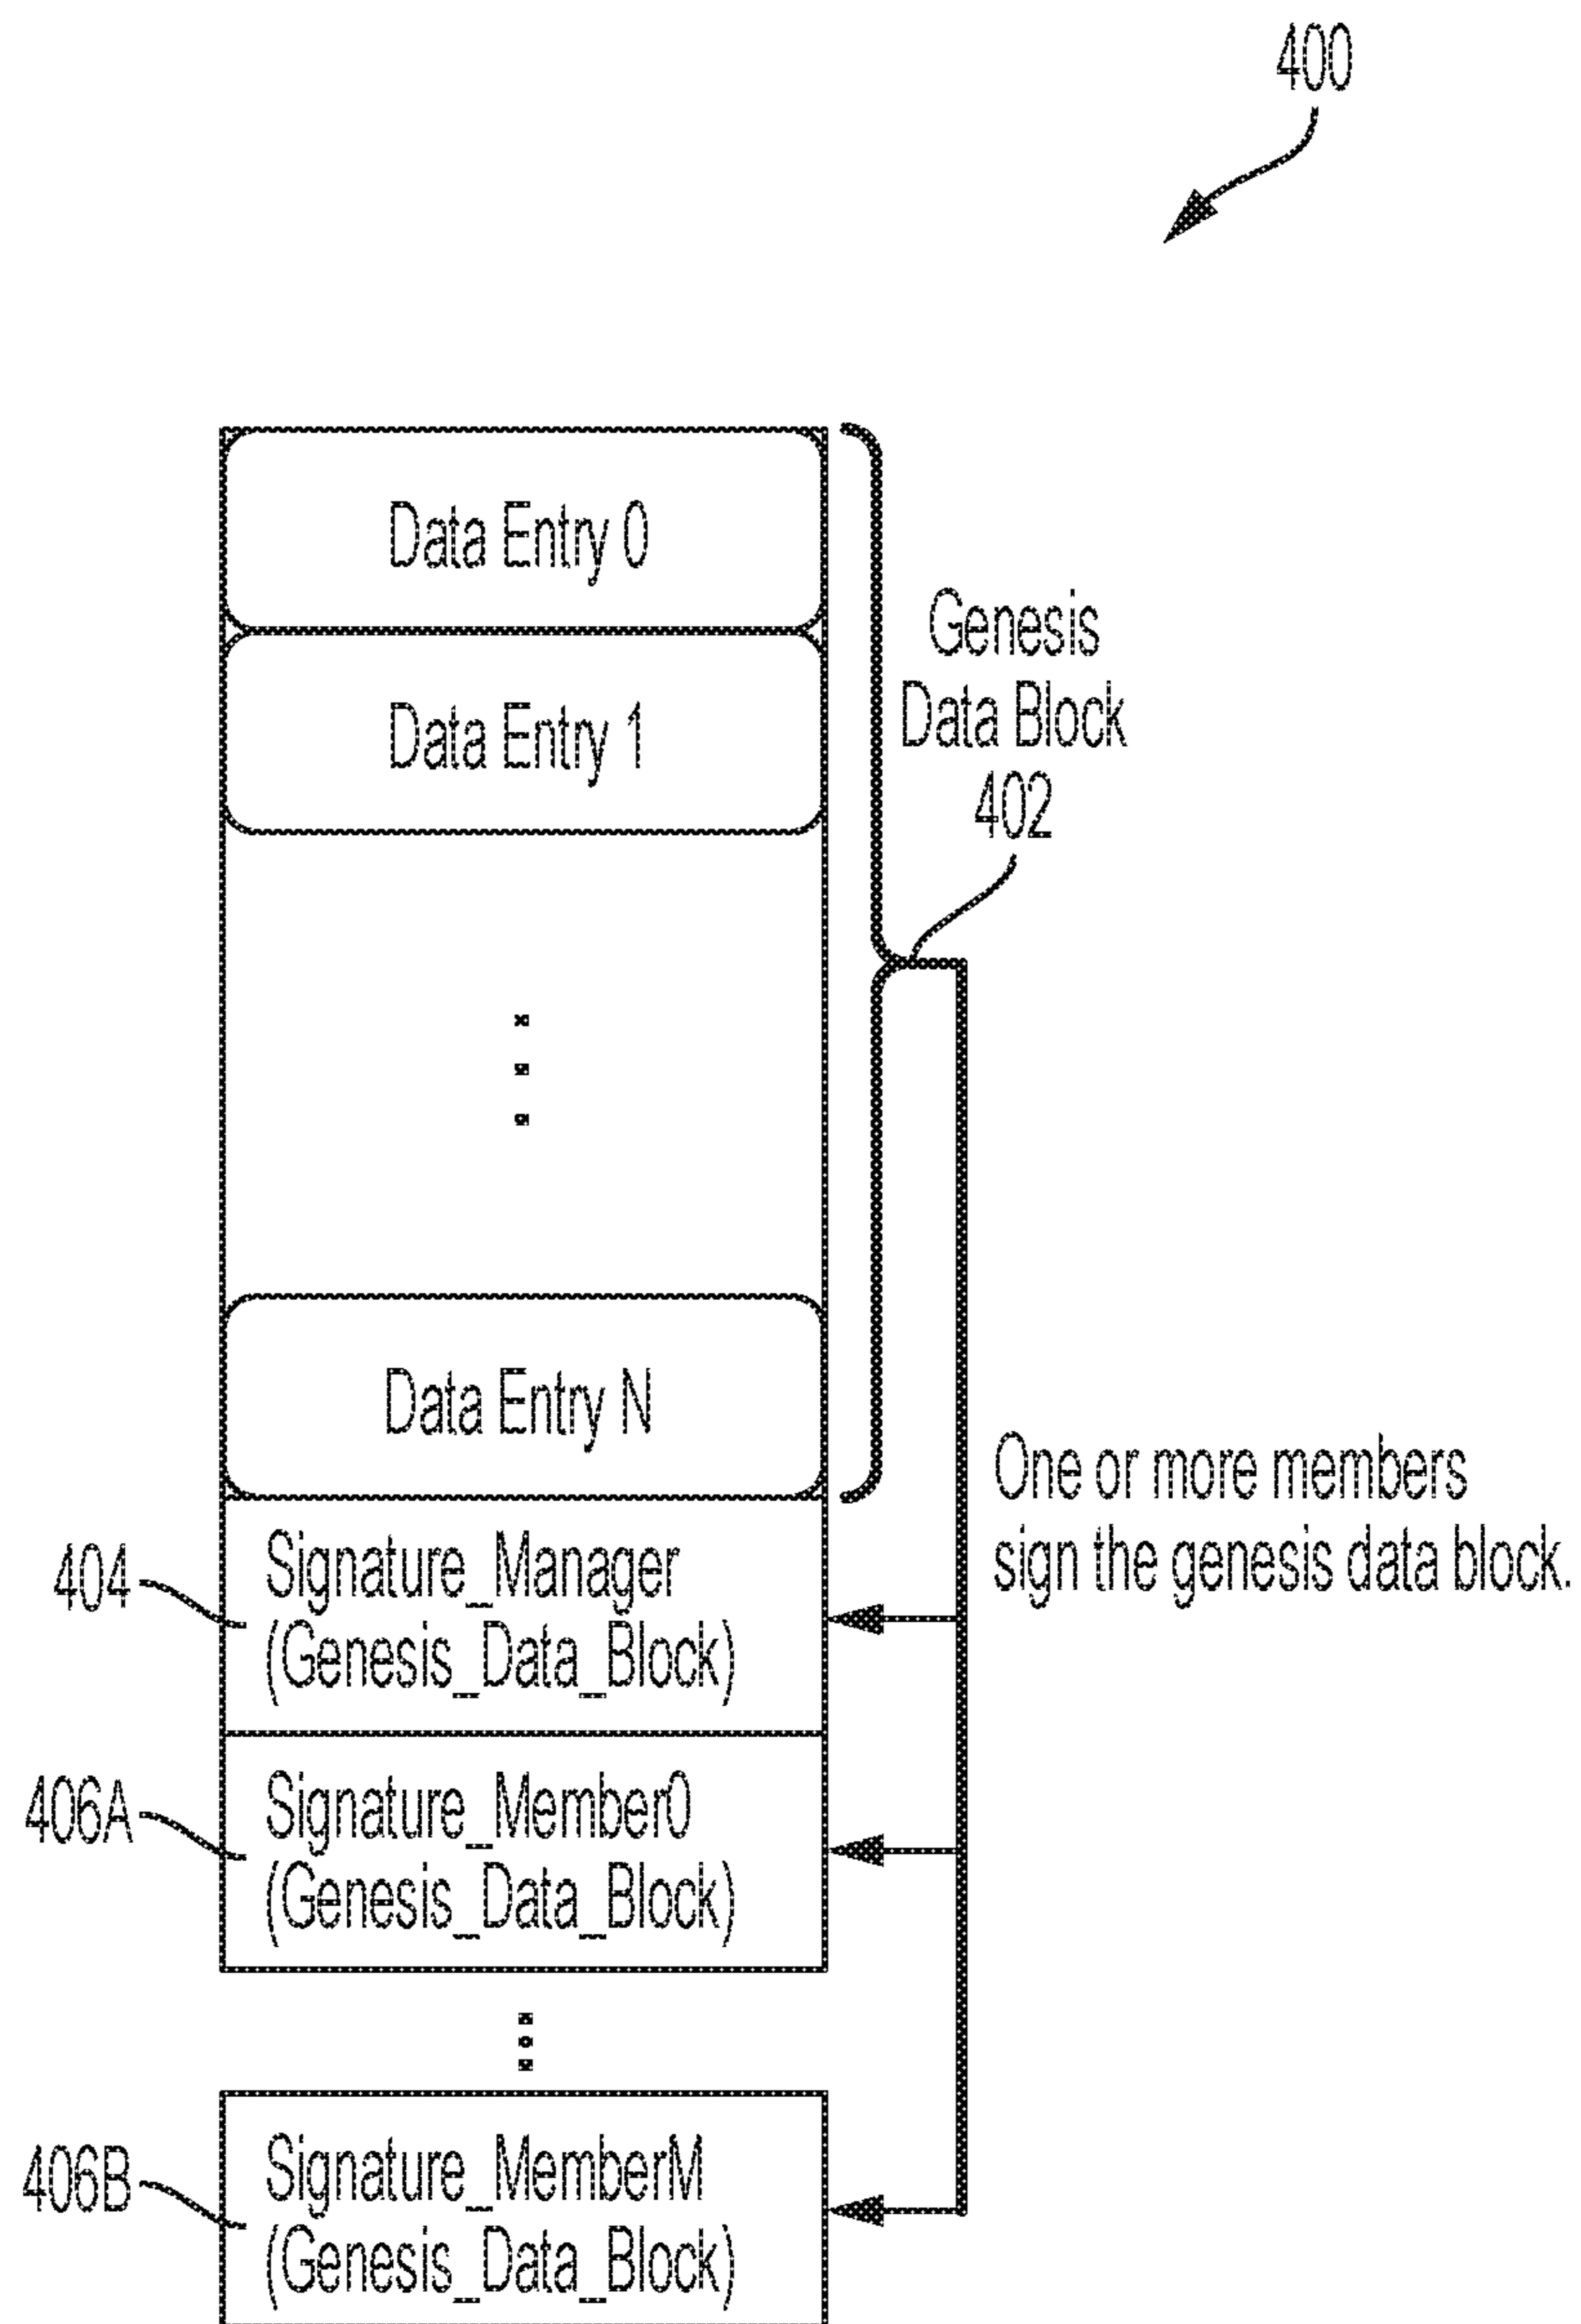 400
Data Entry 0
Data Entry 1
Genesis
Data Block
402
Data Entry N
One or more members
sign the genesis data block.
404
Signature_Manager
(Genesis_Data_Block)
406A
Signature_Member0
(Genesis_Data_Block)
406B
Signature_MemberM
(Genesis_Data_Block)